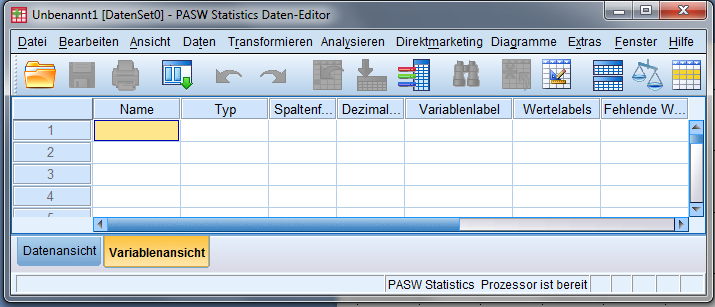 Unbenannt1 [DatenSet0] - PASW Statistics Daten-Editor
Datei Bearbeiten Ansicht Daten Transformieren Analysieren Direktmarketing Diagramme Extras Fenster Hilfe
Name Typ Spaltenf... Dezimal... Variablenlabel Wertelabels Fehlende W...
1
2
3
4
5
Datenansicht Variablenansicht
PASW Statistics Prozessor ist bereit